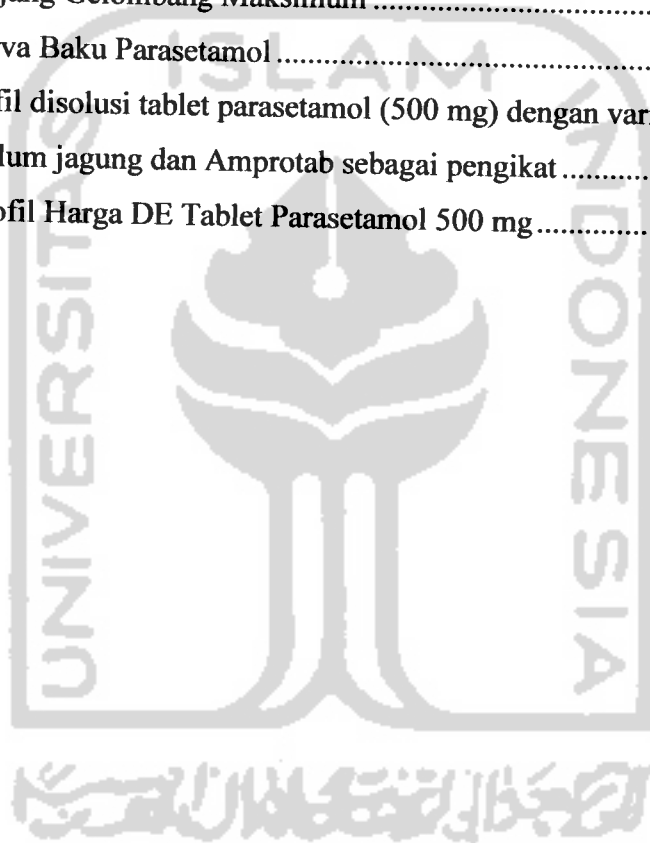 jang Gelombang Maksimum ........................................
va Baku Parasetamol ........................................................
fil disolusi tablet parasetamol (500 mg) dengan var
lum jagung dan Amprotab sebagai pengikat ............
ofil Harga DE Tablet Parasetamol 500 mg ...............
ISLAM
UNIVERSITAS
INDONESIA